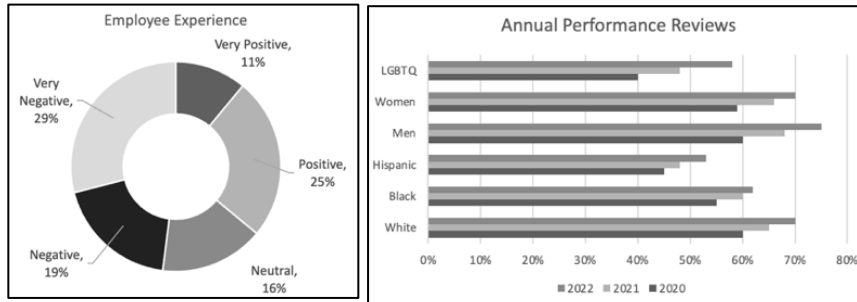 Employee Experience
Very Positive,
11%
Very
Negative,
29%
Positive,
25%
Negative,
19%
Neutral,
16%
Annual Performance Reviews
LGBTQ
Women
Men
Hispanic
Black
White
0% 10% 20% 30% 40% 50% 60% 70% 80%
2022 2021 2020